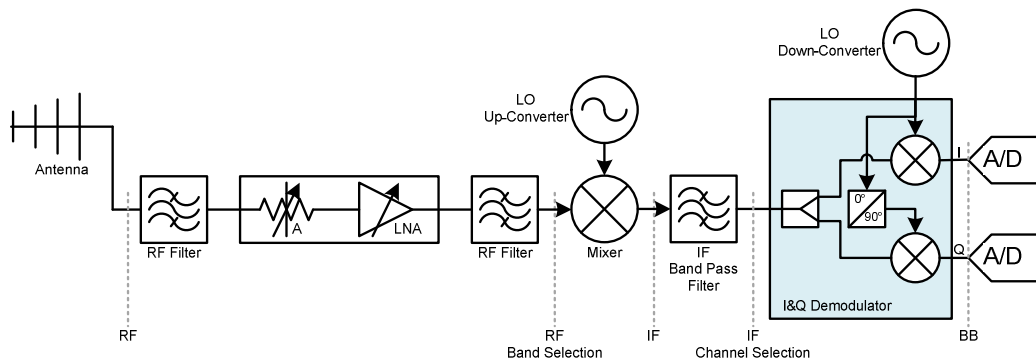 LO
Down-Converter
LO
Up-Converter
Antenna
I
A/D
0°
90°
A
LNA
RF Filter
RF Filter
Mixer
IF
Band Pass
Filter
Q
A/D
I&Q Demodulator
RF
RF
Band Selection
IF
IF
Channel Selection
BB